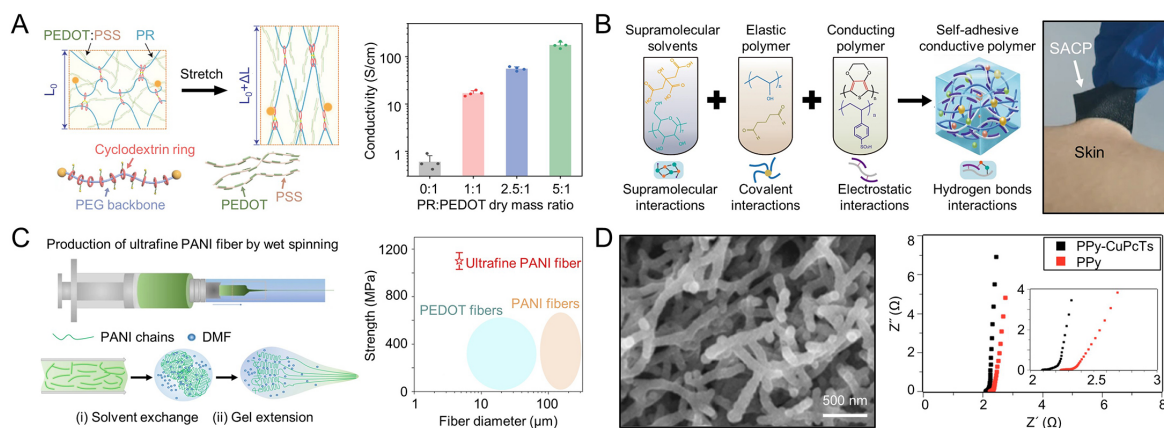 A
PEDOT:PSS
PR
L0
Stretch
L0+ΔL
Cyclodextrin ring
PEG backbone
PEDOT
PSS
Conductivity (S/cm)
100
10
1
0:1
1:1
2.5:1
5:1
PR:PEDOT dry mass ratio
B
Supramolecular
solvents
Elastic
polymer
Conducting
polymer
Self-adhesive
conductive polymer
Supramolecular
interactions
Covalent
interactions
Electrostatic
interactions
Hydrogen bonds
interactions
SACP
Skin
C
Production of ultrafine PANI fiber by wet spinning
PANI chains
DMF
(i) Solvent exchange
(ii) Gel extension
Strength (MPa)
1200
900
600
300
0
Ultrafine PANI fiber
PEDOT fibers
PANI fibers
10
100
Fiber diameter (μm)
D
500 nm
Z″ (Ω)
8
6
4
2
0
PPy-CuPcTs
PPy
4
2
0
2
2.5
3
0
2
4
6
8
Z′ (Ω)